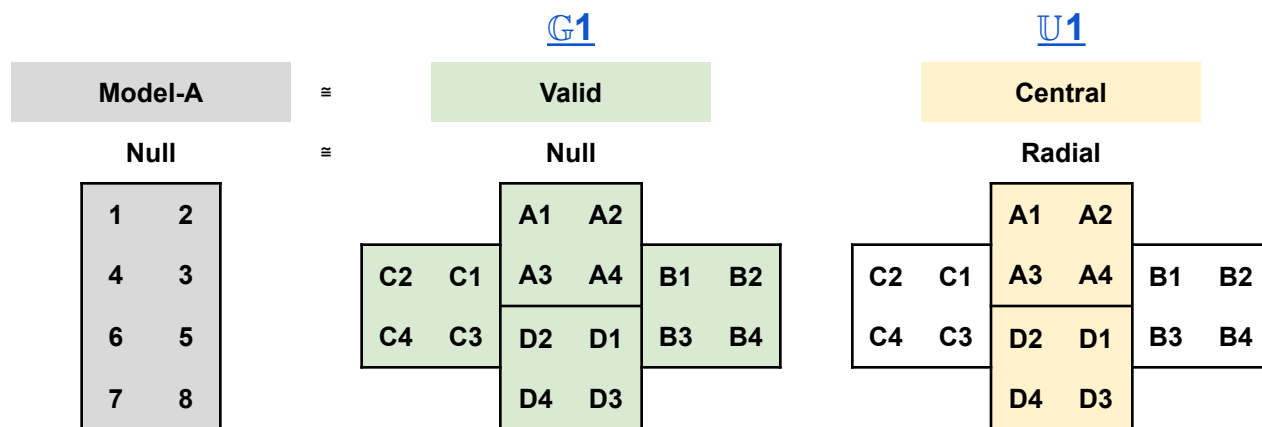 𝔾1 𝕌1
Model-A ≅ Valid Central
Null ≅ Null Radial
1 2 A1 A2 A1 A2
4 3 C2 C1 A3 A4 B1 B2 C2 C1 A3 A4 B1 B2
6 5 C4 C3 D2 D1 B3 B4 C4 C3 D2 D1 B3 B4
7 8 D4 D3 D4 D3